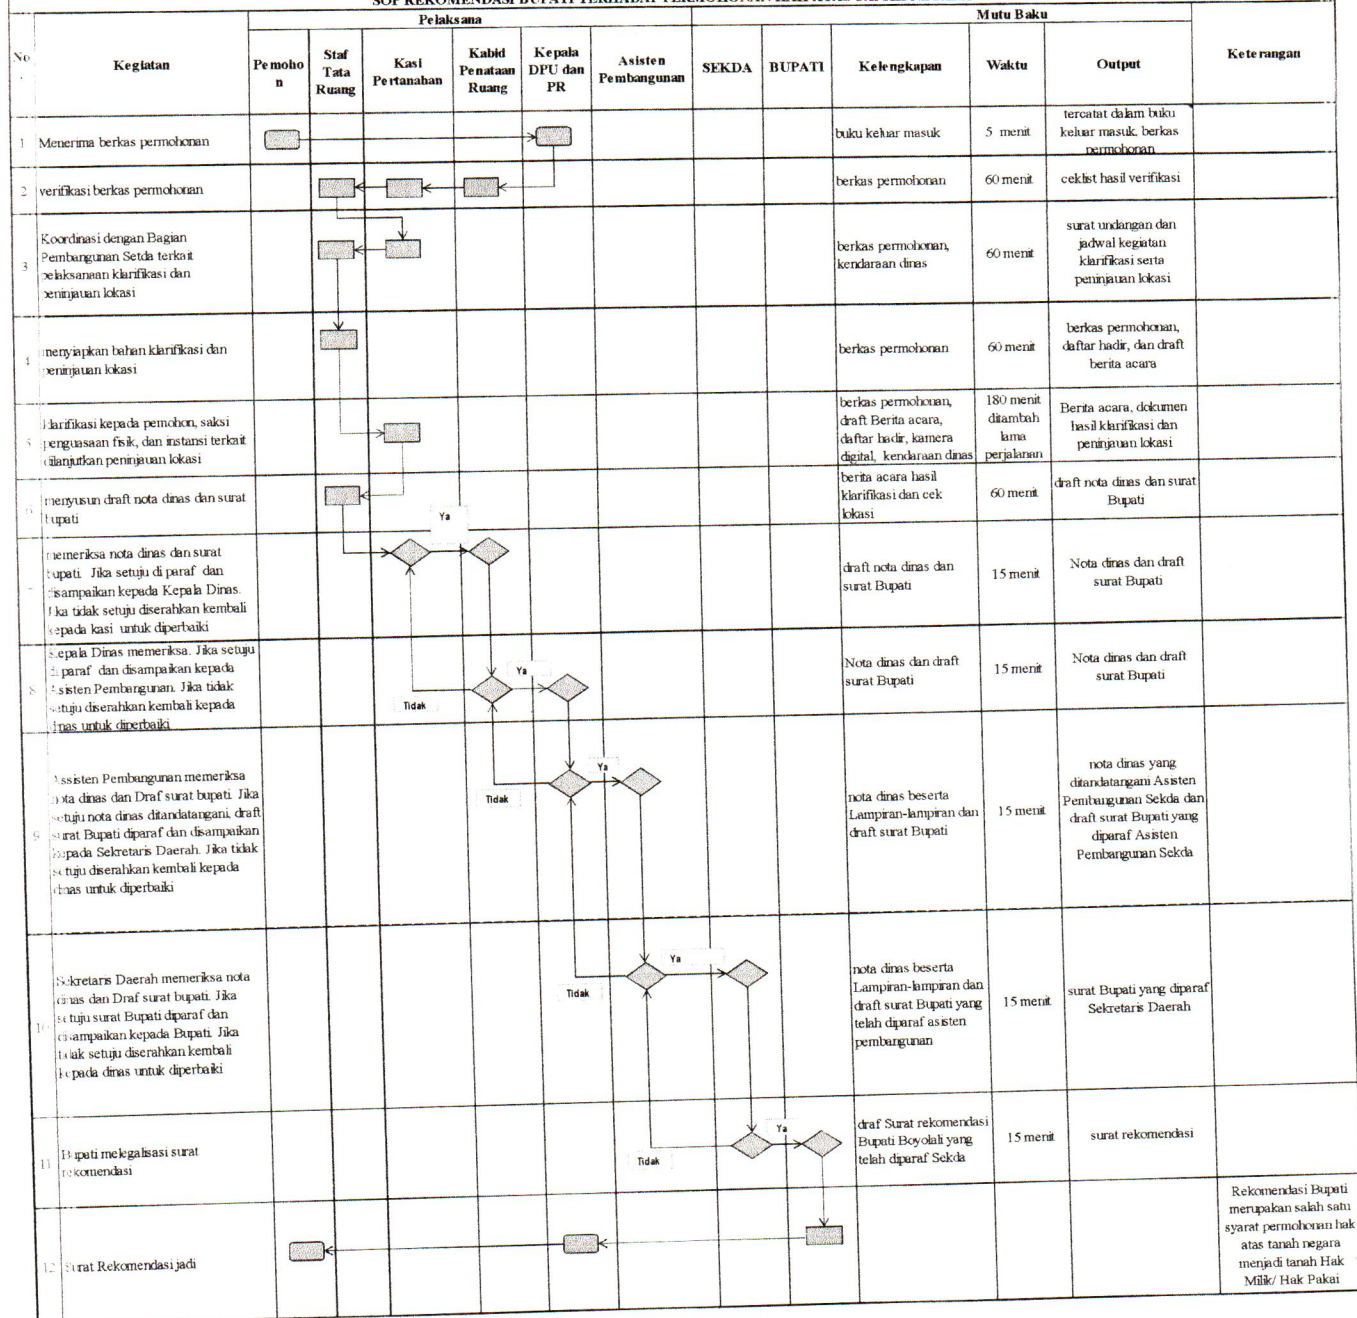 SOP REKOMENDASI BUPATI TERHADAP PERMOHONAN HAK ATAS
Pelaksana
Mutu Baku
No
.
Kegiatan
Pemoho
n
Staf
Tata
Ruang
Kasi
Pertanahan
Kabid
Penataan
Ruang
Kepala
DPU dan
PR
Asisten
Pembangunan
SEKDA
BUPATI
Kelengkapan
Waktu
Output
Keterangan
1
Menerima berkas permohonan
buku keluar masuk
5 menit
tercatat dalam buku
keluar masuk, berkas
permohonan
2
verifikasi berkas permohonan
berkas permohonan
60 menit
ceklist hasil verifikasi
3
Koordinasi dengan Bagian
Pembangunan Setda terkait
pelaksanaan klarifikasi dan
peninjauan lokasi
berkas permohonan,
kendaraan dinas
60 menit
surat undangan dan
jadwal kegiatan
klarifikasi serta
peninjauan lokasi
4
menyiapkan bahan klarifikasi dan
peninjauan lokasi
berkas permohonan
60 menit
berkas permohonan,
daftar hadir, dan draft
berita acara
5
klarifikasi kepada pemohon, saksi
penguasaan fisik, dan instansi terkait
dilanjutkan peninjauan lokasi
berkas permohonan,
draft Berita acara,
daftar hadir, kamera
digital, kendaraan dinas
180 menit
ditambah
lama
perjalanan
Berita acara, dokumen
hasil klarifikasi dan
peninjauan lokasi
6
menyusun draft nota dinas dan surat
bupati
Ya
berita acara hasil
klarifikasi dan cek
lokasi
60 menit
draft nota dinas dan surat
Bupati
memeriksa nota dinas dan surat
bupati. Jika setuju di paraf dan
disampaikan kepada Kepala Dinas.
Jika tidak setuju diserahkan kembali
kepada kasi untuk diperbaiki
draft nota dinas dan
surat Bupati
15 menit
Nota dinas dan draft
surat Bupati
8
Kepala Dinas memeriksa. Jika setuju
di paraf dan disampaikan kepada
Asisten Pembangunan. Jika tidak
setuju diserahkan kembali kepada
dinas untuk diperbaiki
Ya
Tidak
Nota dinas dan draft
surat Bupati
15 menit
Nota dinas dan draft
surat Bupati
9
Assisten Pembangunan memeriksa
nota dinas dan Draf surat bupati. Jika
setuju nota dinas ditandatangani, draft
surat Bupati diparaf dan disampaikan
kepada Sekretaris Daerah. Jika tidak
setuju diserahkan kembali kepada
dinas untuk diperbaiki
Ya
Tidak
nota dinas beserta
Lampiran-lampiran dan
draft surat Bupati
15 menit
nota dinas yang
ditandatangani Asisten
Pembangunan Sekda dan
draft surat Bupati yang
diparaf Asisten
Pembangunan Sekda
10
Sekretaris Daerah memeriksa nota
dinas dan Draf surat bupati. Jika
setuju surat Bupati diparaf dan
disampaikan kepada Bupati. Jika
tidak setuju diserahkan kembali
kepada dinas untuk diperbaiki
Ya
Tidak
nota dinas beserta
Lampiran-lampiran dan
draft surat Bupati yang
telah diparaf asisten
pembangunan
15 menit
surat Bupati yang diparaf
Sekretaris Daerah
11
Bupati melegalisasi surat
rekomendasi
Ya
Tidak
draf Surat rekomendasi
Bupati Boyolali yang
telah diparaf Sekda
15 menit
surat rekomendasi
12
Surat Rekomendasi jadi
Rekomendasi Bupati
merupakan salah satu
syarat permohonan hak
atas tanah negara
menjadi tanah Hak
Milik/ Hak Pakai